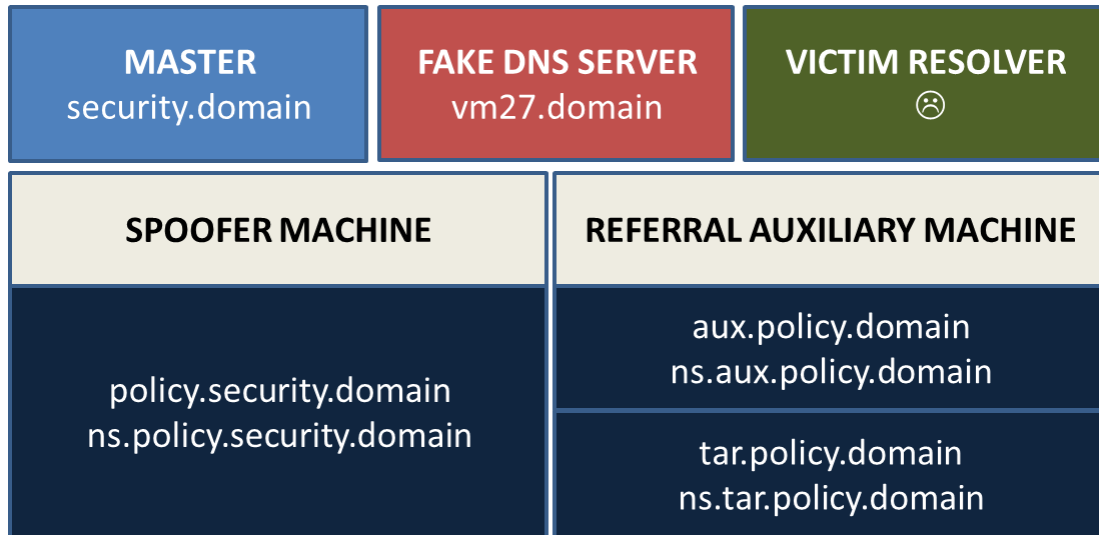 MASTER
security.domain
FAKE DNS SERVER
vm27.domain
VICTIM RESOLVER
☹
SPOOFER MACHINE
policy.security.domain
ns.policy.security.domain
REFERRAL AUXILIARY MACHINE
aux.policy.domain
ns.aux.policy.domain
tar.policy.domain
ns.tar.policy.domain